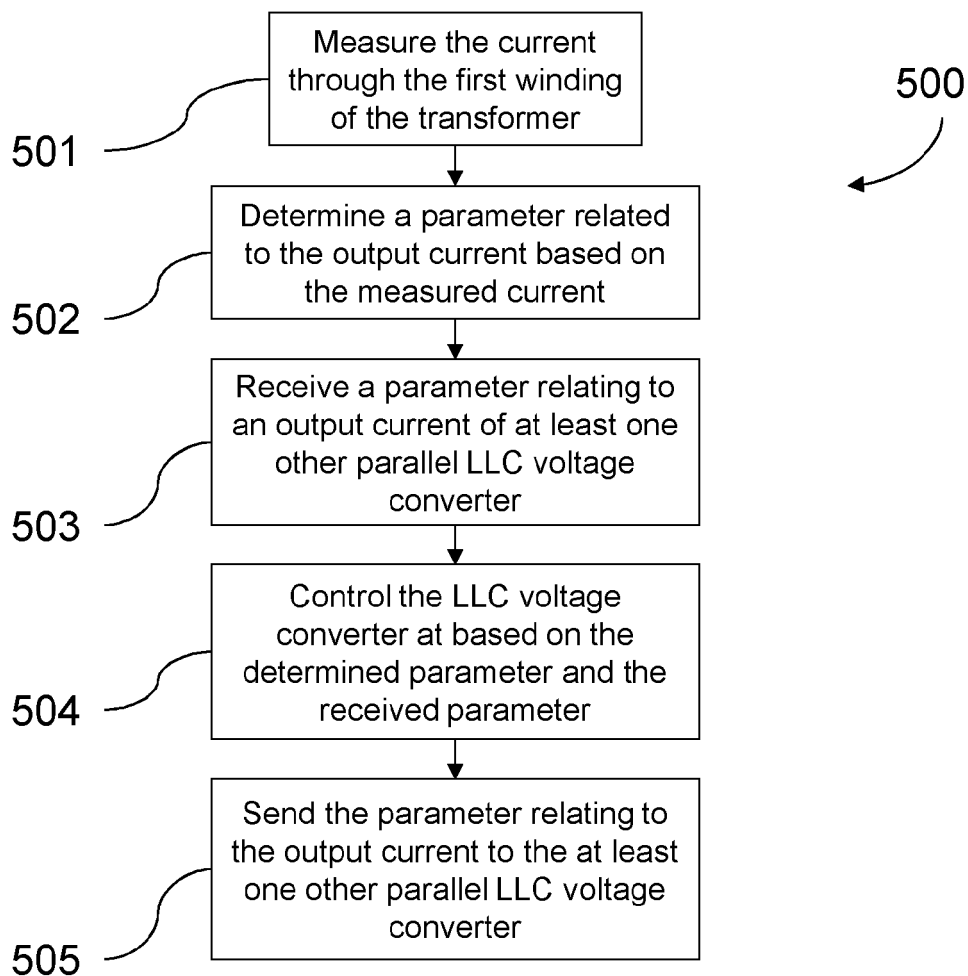 Measure the current
through the first winding
of the transformer
500
501
Determine a parameter related
to the output current based on
the measured current
502
Receive a parameter relating to
an output current of at least one
other parallel LLC voltage
converter
503
Control the LLC voltage
converter at based on the
determined parameter and the
received parameter
504
Send the parameter relating to
the output current to the at least
one other parallel LLC voltage
converter
505